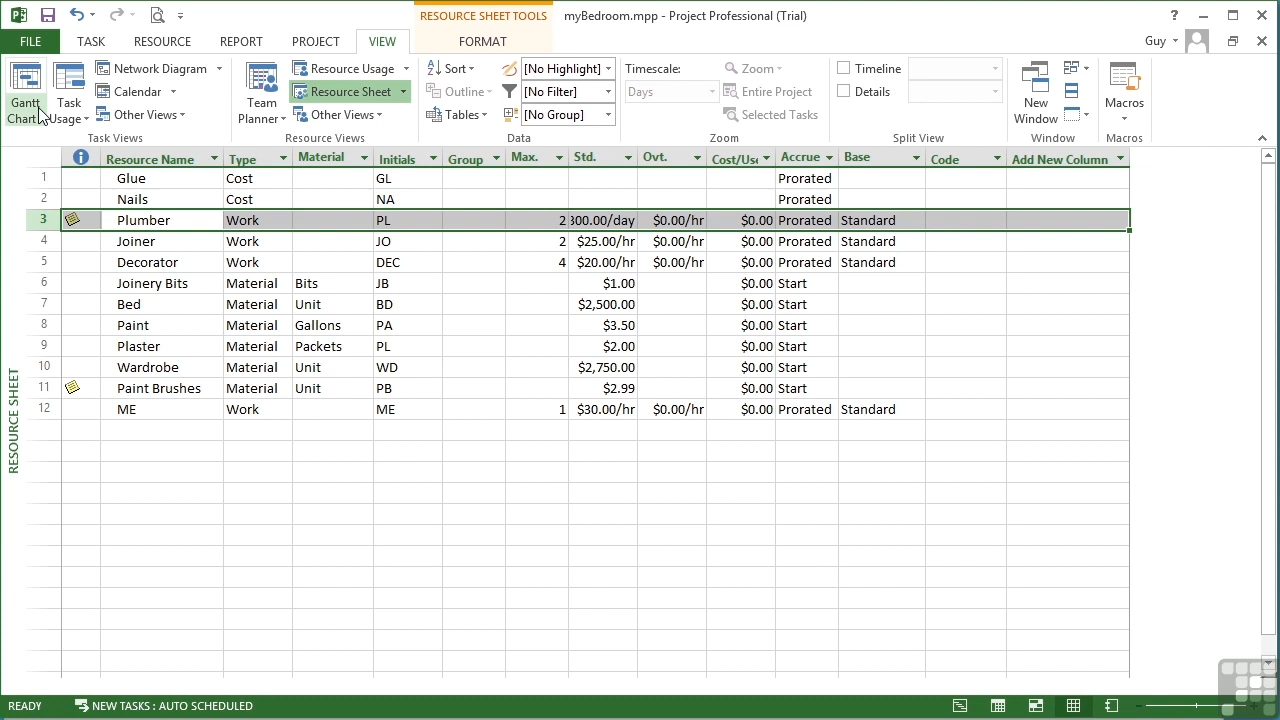 RESOURCE SHEET TOOLS
myBedroom.mpp - Project Professional (Trial)
?
FILE TASK RESOURCE REPORT PROJECT VIEW FORMAT Guy
Gantt Chart
Task Usage
Network Diagram
Calendar
Other Views
Task Views
Team Planner
Resource Usage
Resource Sheet
Other Views
Resource Views
Sort
Outline
Tables
[No Highlight]
[No Filter]
[No Group]
Data
Timescale:
Days
Zoom
Entire Project
Selected Tasks
Zoom
Timeline
Details
Split View
New Window
Window
Macros
Macros
Resource Name Type Material Initials Group Max. Std. Ovt. Cost/Use Accrue Base Code Add New Column
1 Glue Cost GL Prorated
2 Nails Cost NA Prorated
3 Plumber Work PL 2 300.00/day $0.00/hr $0.00 Prorated Standard
4 Joiner Work JO 2 $25.00/hr $0.00/hr $0.00 Prorated Standard
5 Decorator Work DEC 4 $20.00/hr $0.00/hr $0.00 Prorated Standard
6 Joinery Bits Material Bits JB $1.00 $0.00 Start
7 Bed Material Unit BD $2,500.00 $0.00 Start
8 Paint Material Gallons PA $3.50 $0.00 Start
9 Plaster Material Packets PL $2.00 $0.00 Start
10 Wardrobe Material Unit WD $2,750.00 $0.00 Start
11 Paint Brushes Material Unit PB $2.99 $0.00 Start
12 ME Work ME 1 $30.00/hr $0.00/hr $0.00 Prorated Standard
RESOURCE SHEET
READY NEW TASKS : AUTO SCHEDULED